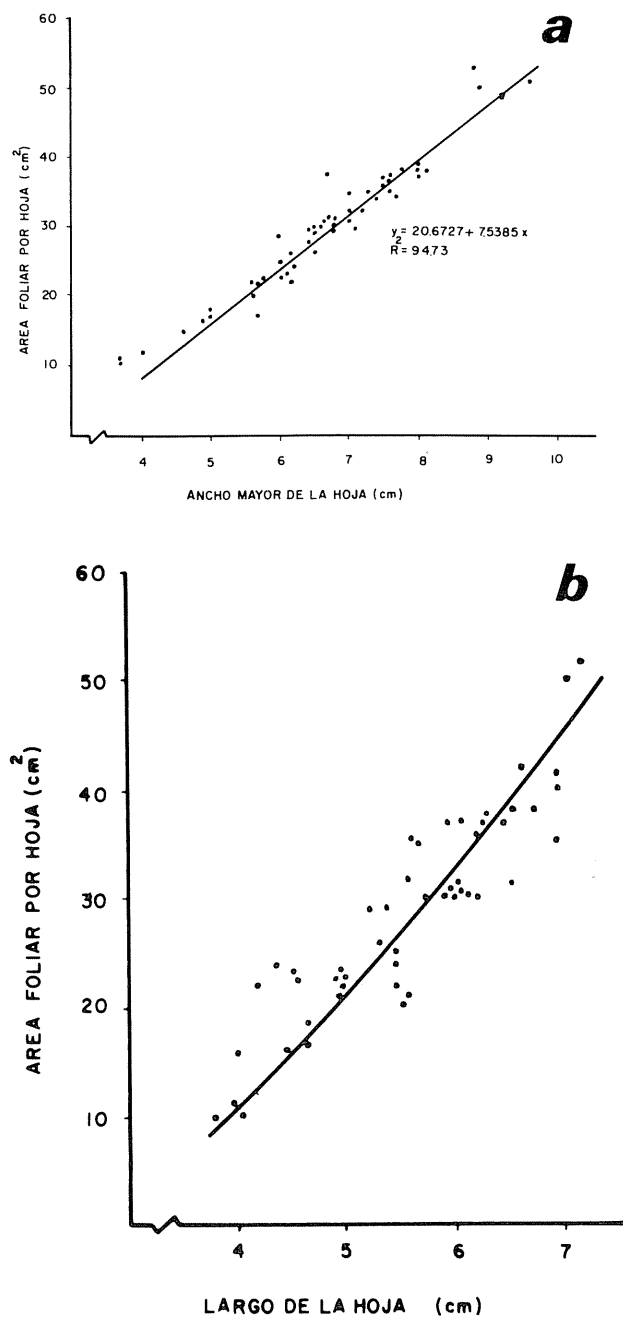 a
60
50
40
30
20
10
AREA FOLIAR POR HOJA (cm²)
y = 20.6727 + 7.5385 x
2
R = 94.73
4 5 6 7 8 9 10
ANCHO MAYOR DE LA HOJA (cm)
b
60
50
40
30
20
10
AREA FOLIAR POR HOJA (cm²)
4 5 6 7
LARGO DE LA HOJA (cm)